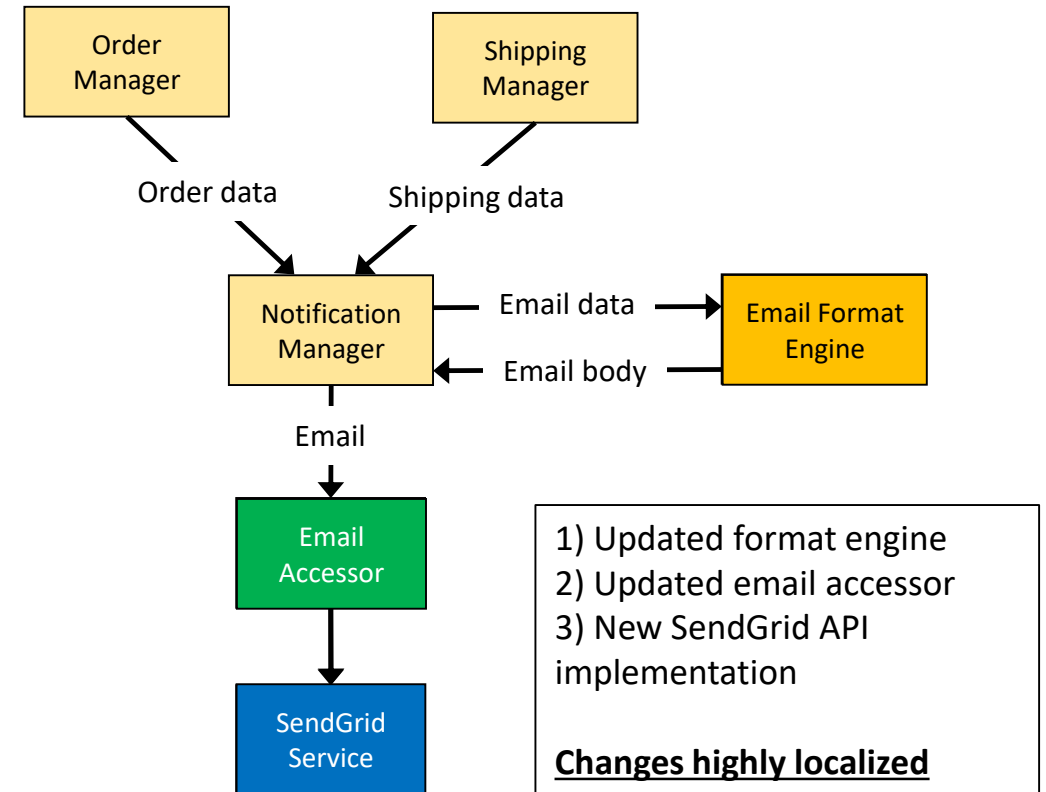 Order
Manager
Shipping
Manager
Order data
Shipping data
Notification
Manager
Email data
Email body
Email Format
Engine
Email
Email
Accessor
SendGrid
Service
1) Updated format engine
2) Updated email accessor
3) New SendGrid API
implementation
Changes highly localized